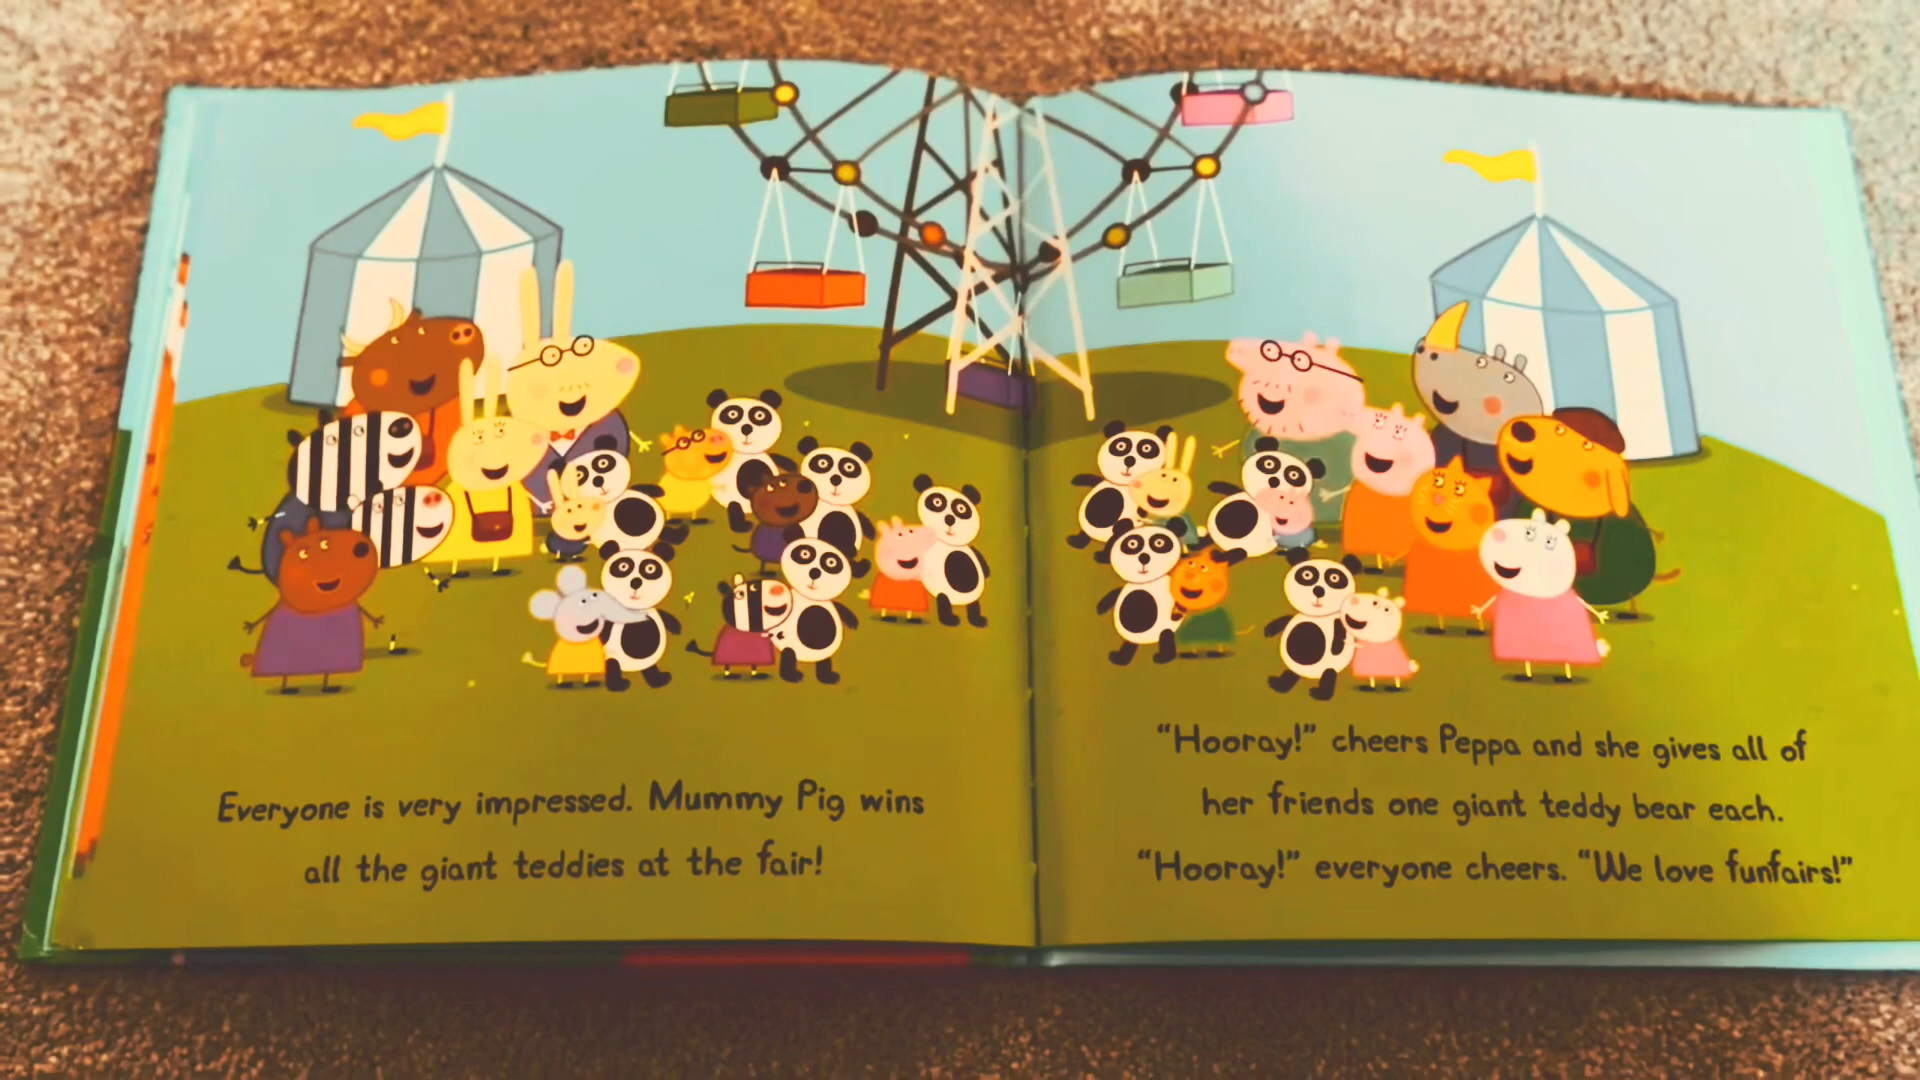 Everyone is very impressed. Mummy Pig wins
all the giant teddies at the fair!
“Hooray!” cheers Peppa and she gives all of
her friends one giant teddy bear each.
“Hooray!” everyone cheers. “We love funfairs!”